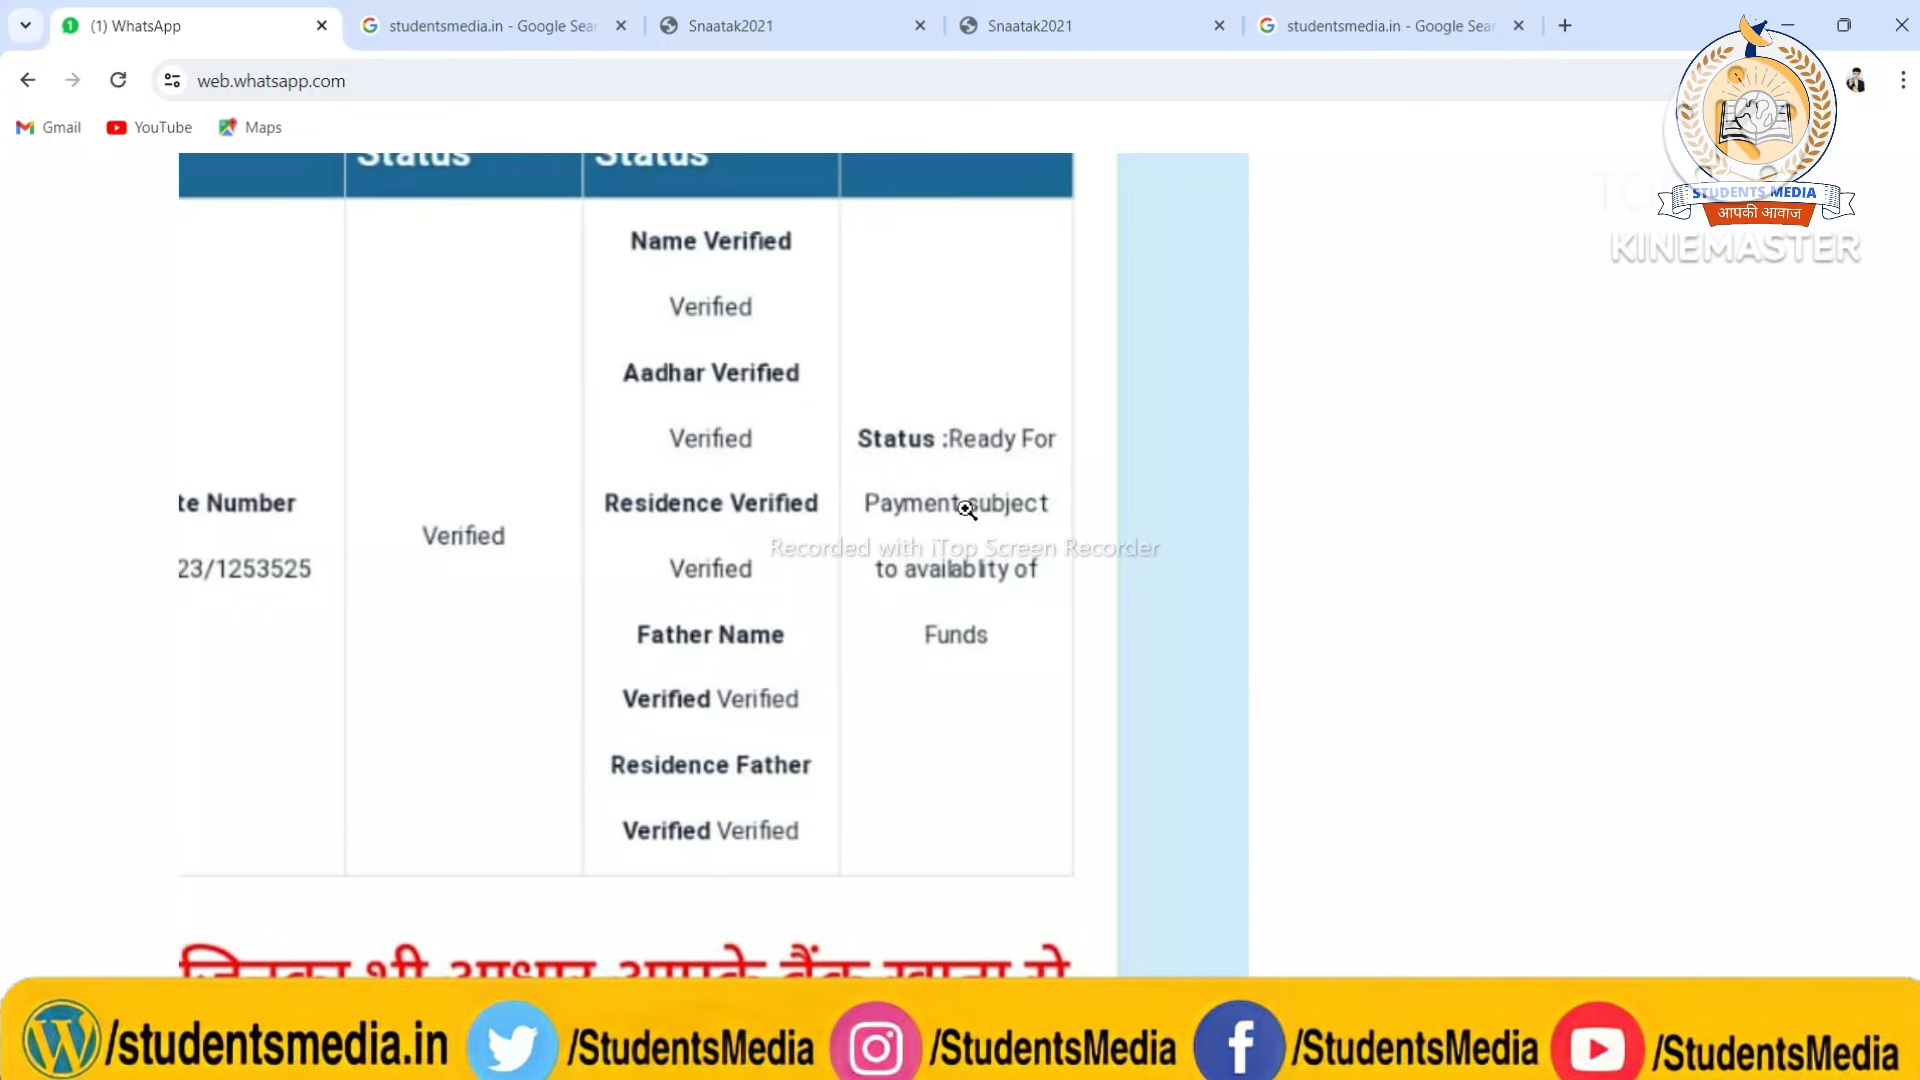 (1) WhatsApp
studentsmedia.in - Google Sear
Snaatak2021
Snaatak2021
studentsmedia.in - Google Sear
web.whatsapp.com
Gmail
YouTube
Maps
STUDENTS MEDIA
आपकी आवाज
KINEMASTER
Status
Status
Name Verified
Verified
Aadhar Verified
Verified
Status :Ready For
te Number
Residence Verified
Payment subject
Verified
Recorded with iTop Screen Recorder
23/1253525
Verified
to availablity of
Father Name
Funds
Verified Verified
Residence Father
Verified Verified
जिनका भी आधार आपके बैंक खाता से
/studentsmedia.in
/StudentsMedia
/StudentsMedia
/StudentsMedia
/StudentsMedia